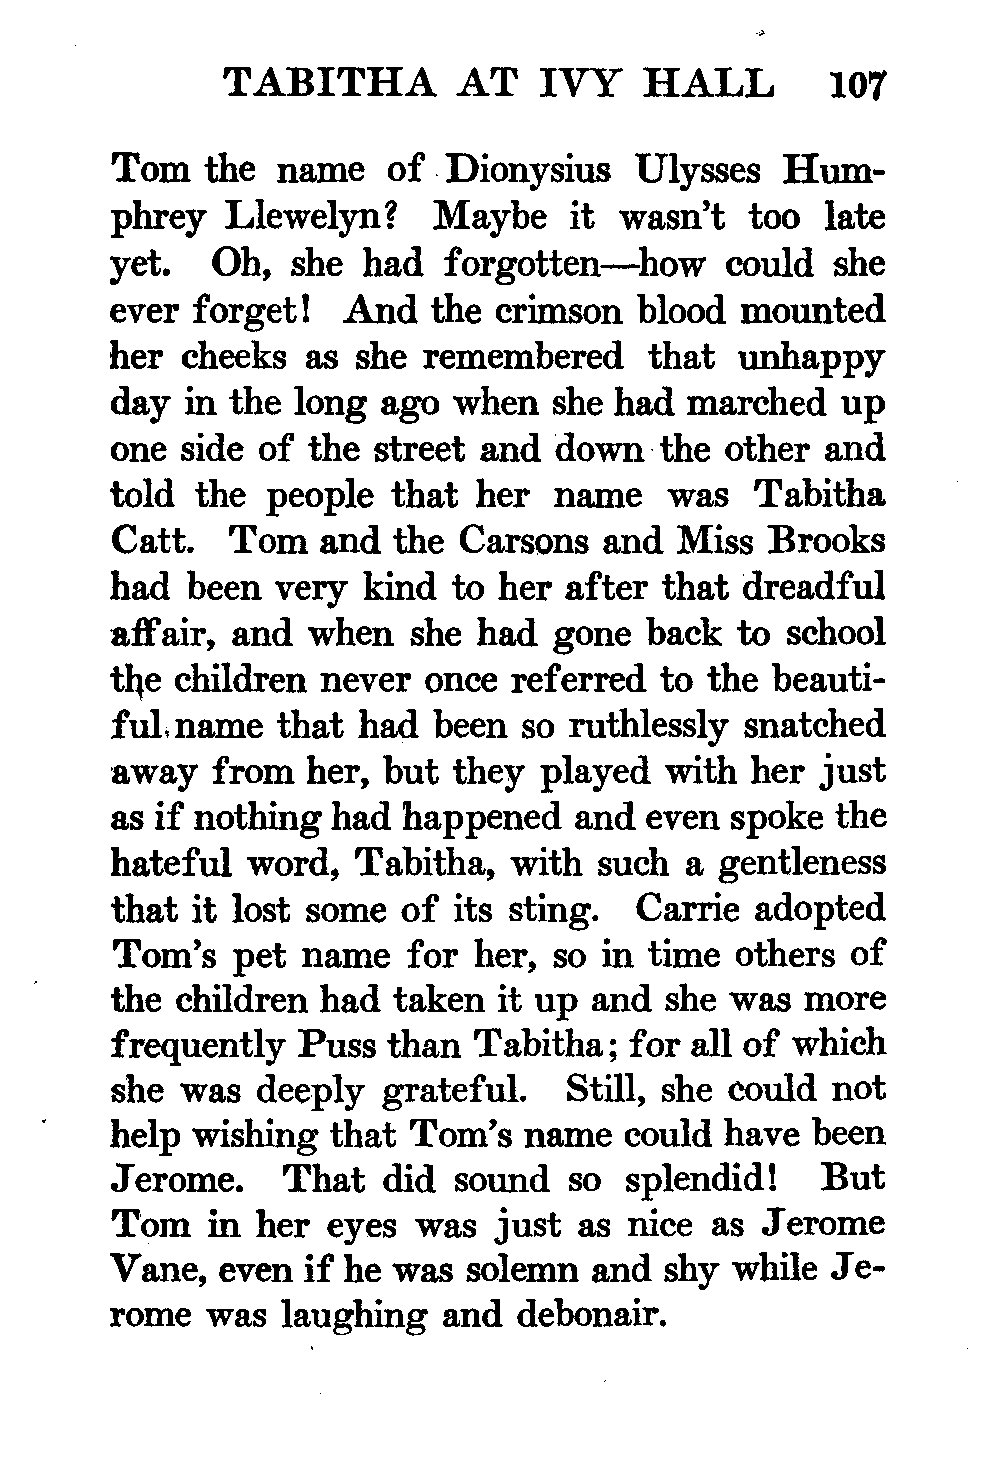 TABITHA AT IVY HALL 107
Tom the name of Dionysius Ulysses Hum-
phrey Llewelyn? Maybe it wasn't too late
yet. Oh, she had forgotten—how could she
ever forget! And the crimson blood mounted
her cheeks as she remembered that unhappy
day in the long ago when she had marched up
one side of the street and down the other and
told the people that her name was Tabitha
Catt. Tom and the Carsons and Miss Brooks
had been very kind to her after that dreadful
affair, and when she had gone back to school
the children never once referred to the beauti-
ful name that had been so ruthlessly snatched
away from her, but they played with her just
as if nothing had happened and even spoke the
hateful word, Tabitha, with such a gentleness
that it lost some of its sting. Carrie adopted
Tom's pet name for her, so in time others of
the children had taken it up and she was more
frequently Puss than Tabitha; for all of which
she was deeply grateful. Still, she could not
help wishing that Tom's name could have been
Jerome. That did sound so splendid! But
Tom in her eyes was just as nice as Jerome
Vane, even if he was solemn and shy while Je-
rome was laughing and debonair.